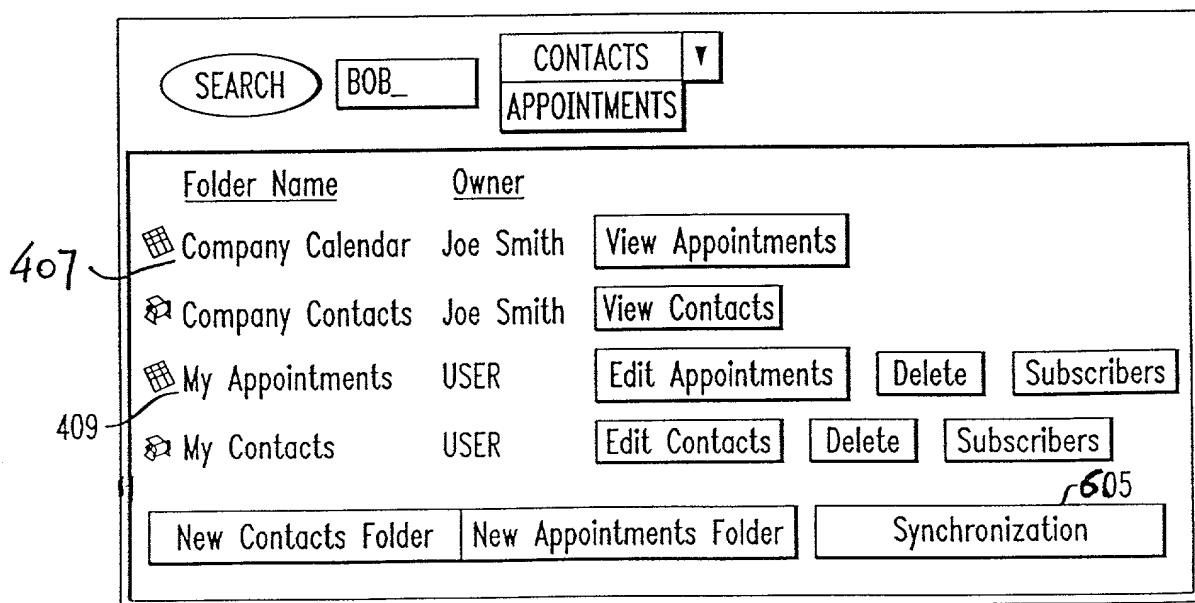 CONTACTS ▼
SEARCH BOB_
APPOINTMENTS
Folder Name Owner
407 Company Calendar Joe Smith View Appointments
Company Contacts Joe Smith View Contacts
My Appointments USER Edit Appointments Delete Subscribers
409 My Contacts USER Edit Contacts Delete Subscribers
605
New Contacts Folder New Appointments Folder Synchronization